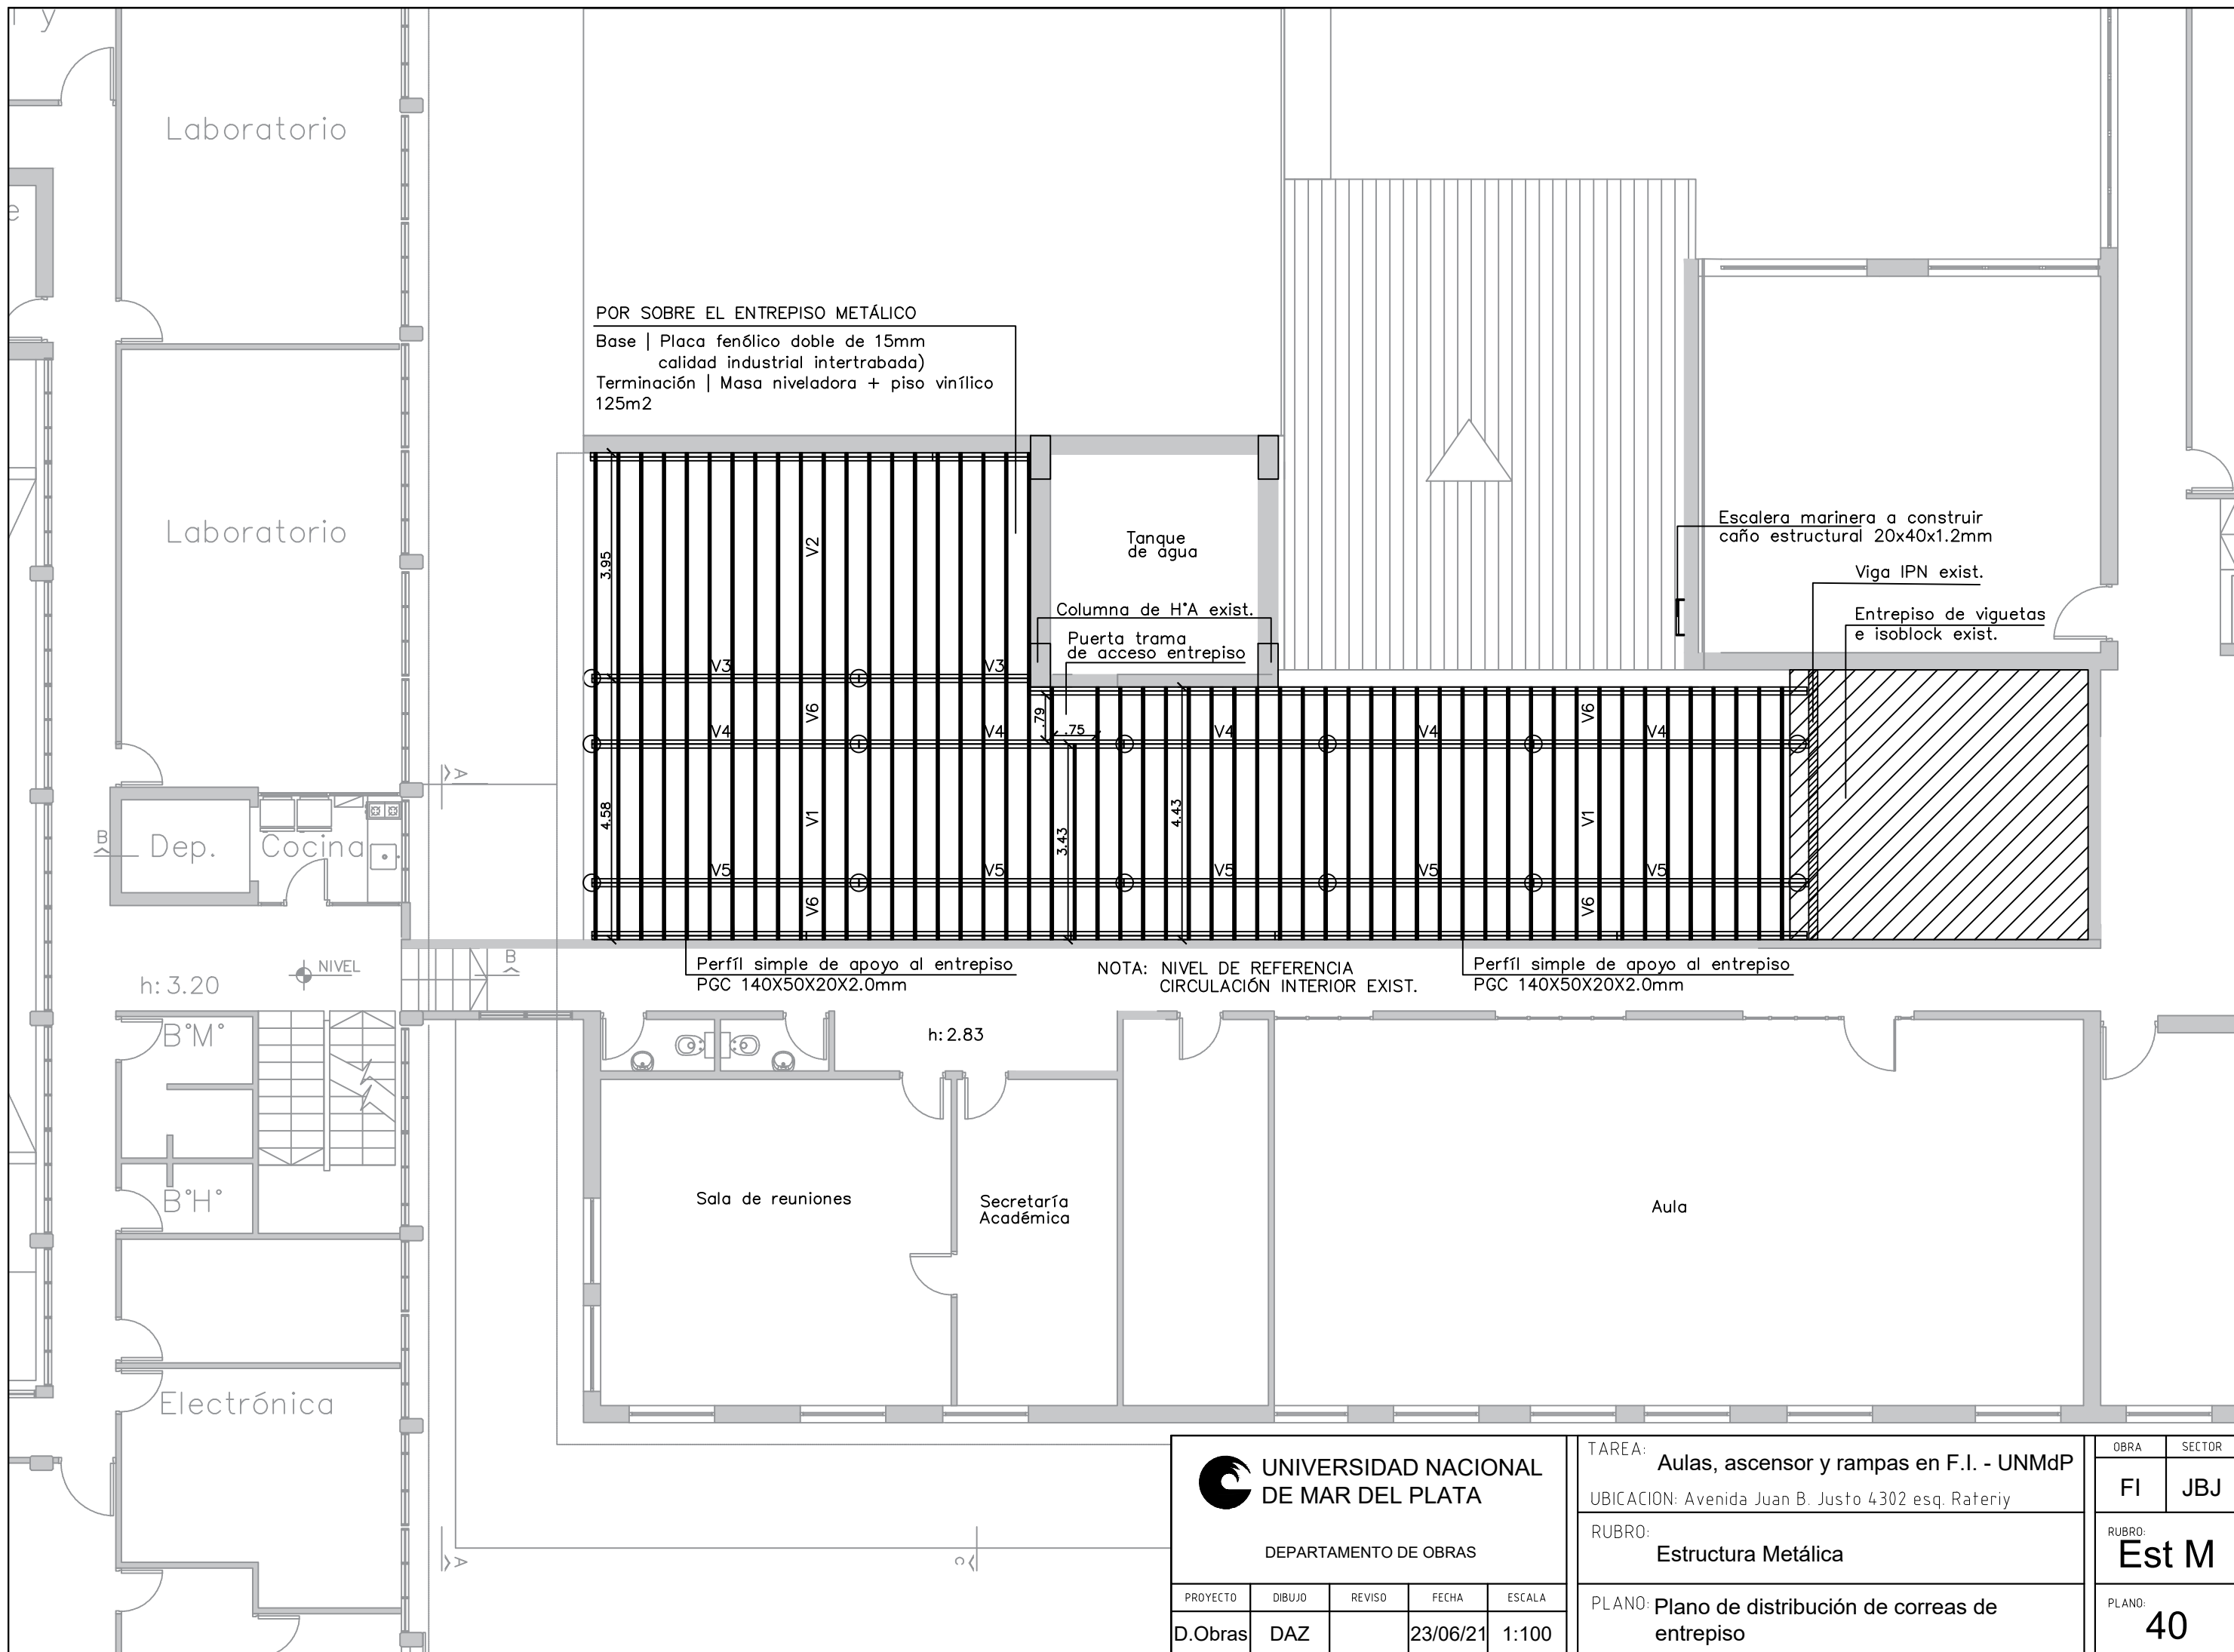 y
Laboratorio
e
POR SOBRE EL ENTREPISO METÁLICO
Base | Placa fenólico doble de 15mm
calidad industrial intertrabada)
Terminación | Masa niveladora + piso vinílico
125m2
Laboratorio
3.95
V2
Tanque
de agua
Escalera marinera a construir
caño estructural 20x40x1.2mm
Viga IPN exist.
Columna de H°A exist.
Entrepiso de viguetas
e isoblock exist.
Puerta trama
de acceso entrepiso
V3
V3
V6
.79
V6
V4
V4
.75
V4
V4
V4
A
4.58
V1
3.43
4.43
V1
B
Dep.
Cocina
V5
V5
V5
V5
V5
V6
V6
B
NIVEL
h: 3.20
Perfíl simple de apoyo al entrepiso
PGC 140X50X20X2.0mm
NOTA: NIVEL DE REFERENCIA
CIRCULACIÓN INTERIOR EXIST.
Perfíl simple de apoyo al entrepiso
PGC 140X50X20X2.0mm
B°M°
h: 2.83
B°H°
Sala de reuniones
Secretaría
Académica
Aula
Electrónica
A
C
UNIVERSIDAD NACIONAL
DE MAR DEL PLATA
DEPARTAMENTO DE OBRAS
PROYECTO DIBUJO REVISO FECHA ESCALA
D.Obras DAZ 23/06/21 1:100
TAREA: Aulas, ascensor y rampas en F.I. - UNMdP
UBICACION: Avenida Juan B. Justo 4302 esq. Rateriy
RUBRO:
Estructura Metálica
PLANO: Plano de distribución de correas de
entrepiso
OBRA SECTOR
FI JBJ
RUBRO:
Est M
PLANO:
40